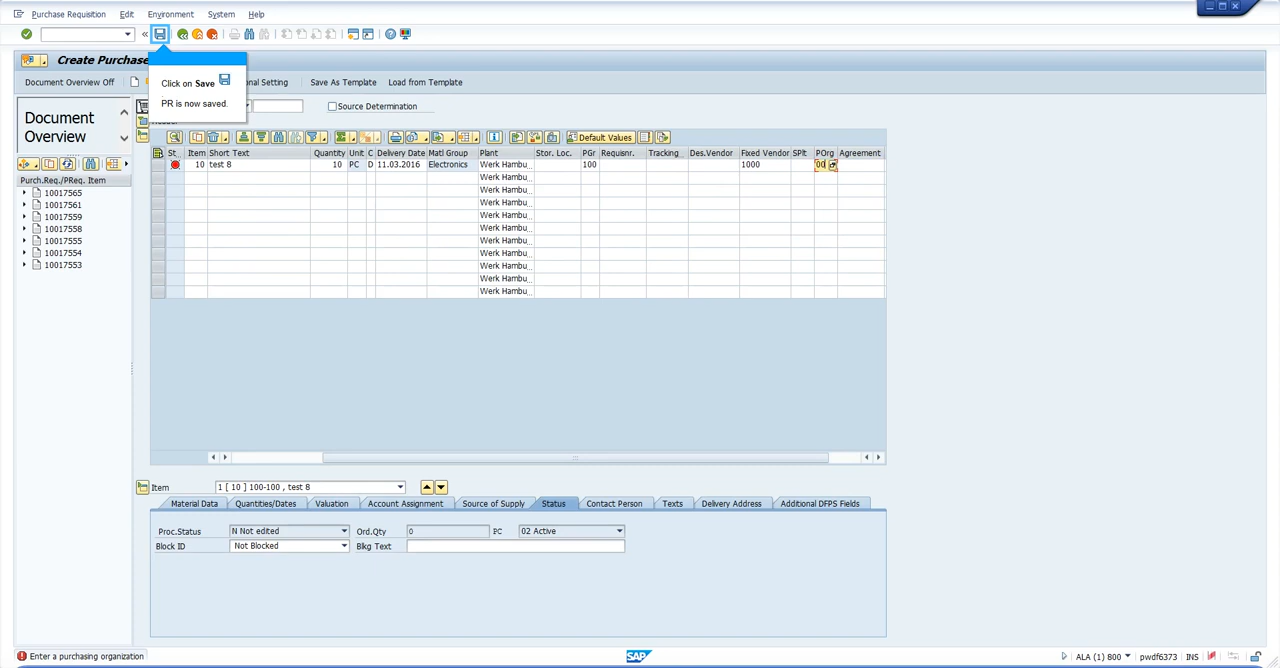 Purchase Requisition Edit Environment System Help
Create Purchase
Click on Save
PR is now saved.
Document Overview Off onal Setting Save As Template Load from Template
Source Determination
Document
Overview
Default Values
St. Item Short Text Quantity Unit C Delivery Date Matl Group Plant Stor. Loc. PGr Requisnr. Tracking Des.Vendor Fixed Vendor SPlt POrg Agreement
10 test 8 10 PC D 11.03.2016 Electronics Werk Hambu... 100 1000 00
Werk Hambu...
Werk Hambu...
Werk Hambu...
Werk Hambu...
Werk Hambu...
Werk Hambu...
Werk Hambu...
Werk Hambu...
Werk Hambu...
Werk Hambu...
Purch.Req./PReq. Item
10017565
10017561
10017559
10017558
10017555
10017554
10017553
Item 1 [ 10 ] 100-100 , test 8
Material Data Quantities/Dates Valuation Account Assignment Source of Supply Status Contact Person Texts Delivery Address Additional DFPS Fields
Proc.Status N Not edited Ord.Qty 0 PC 02 Active
Block ID Not Blocked Blkg Text
Enter a purchasing organization
SAP
ALA (1) 800 pwdf6373 INS